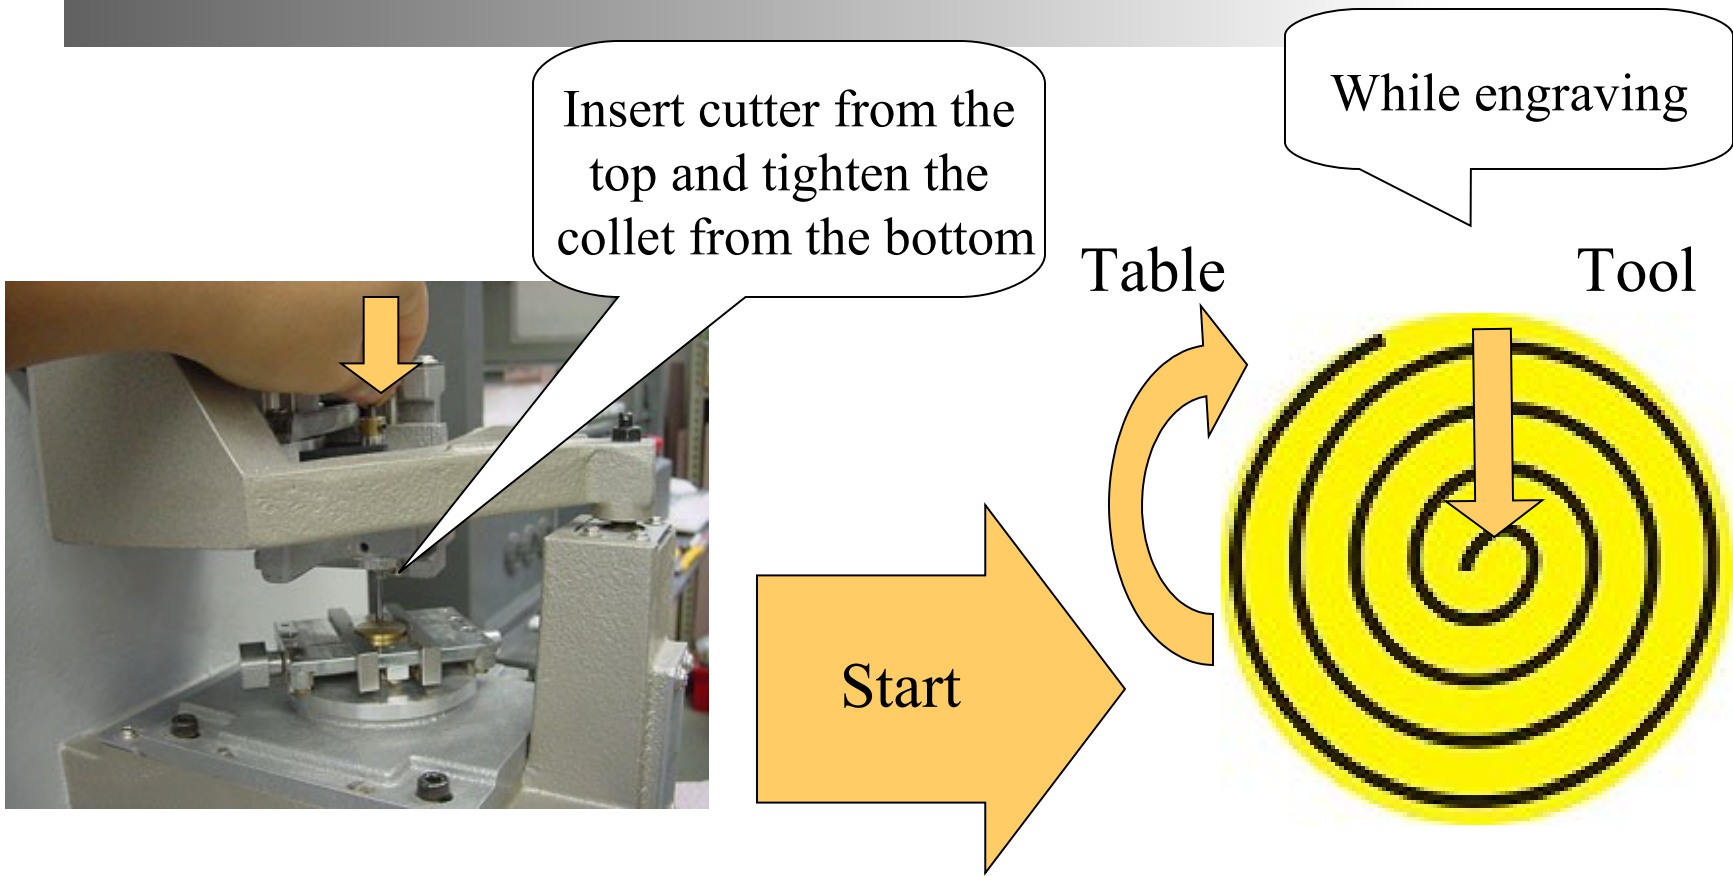 Insert cutter from the
top and tighten the
collet from the bottom
While engraving
Table
Tool
Start